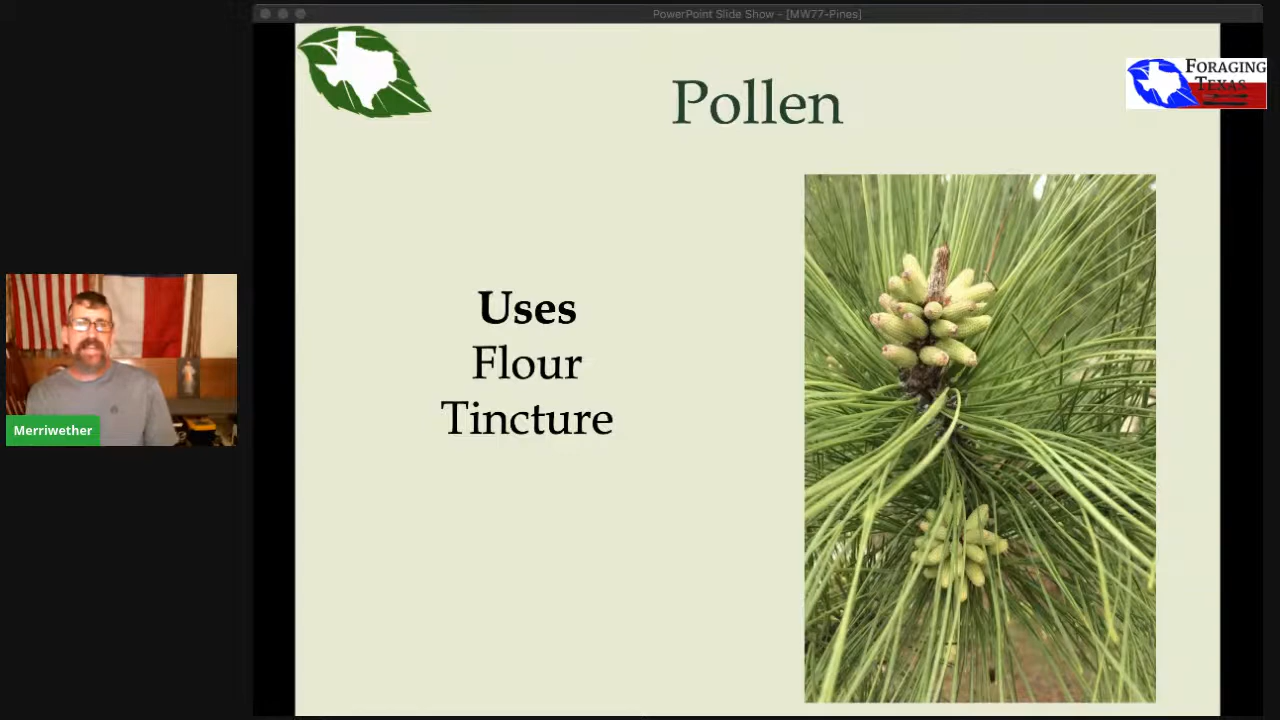 PowerPoint Slide Show - [MW77-Pines]
FORAGING
TEXAS
Pollen
Uses
Flour
Tincture
Merriwether